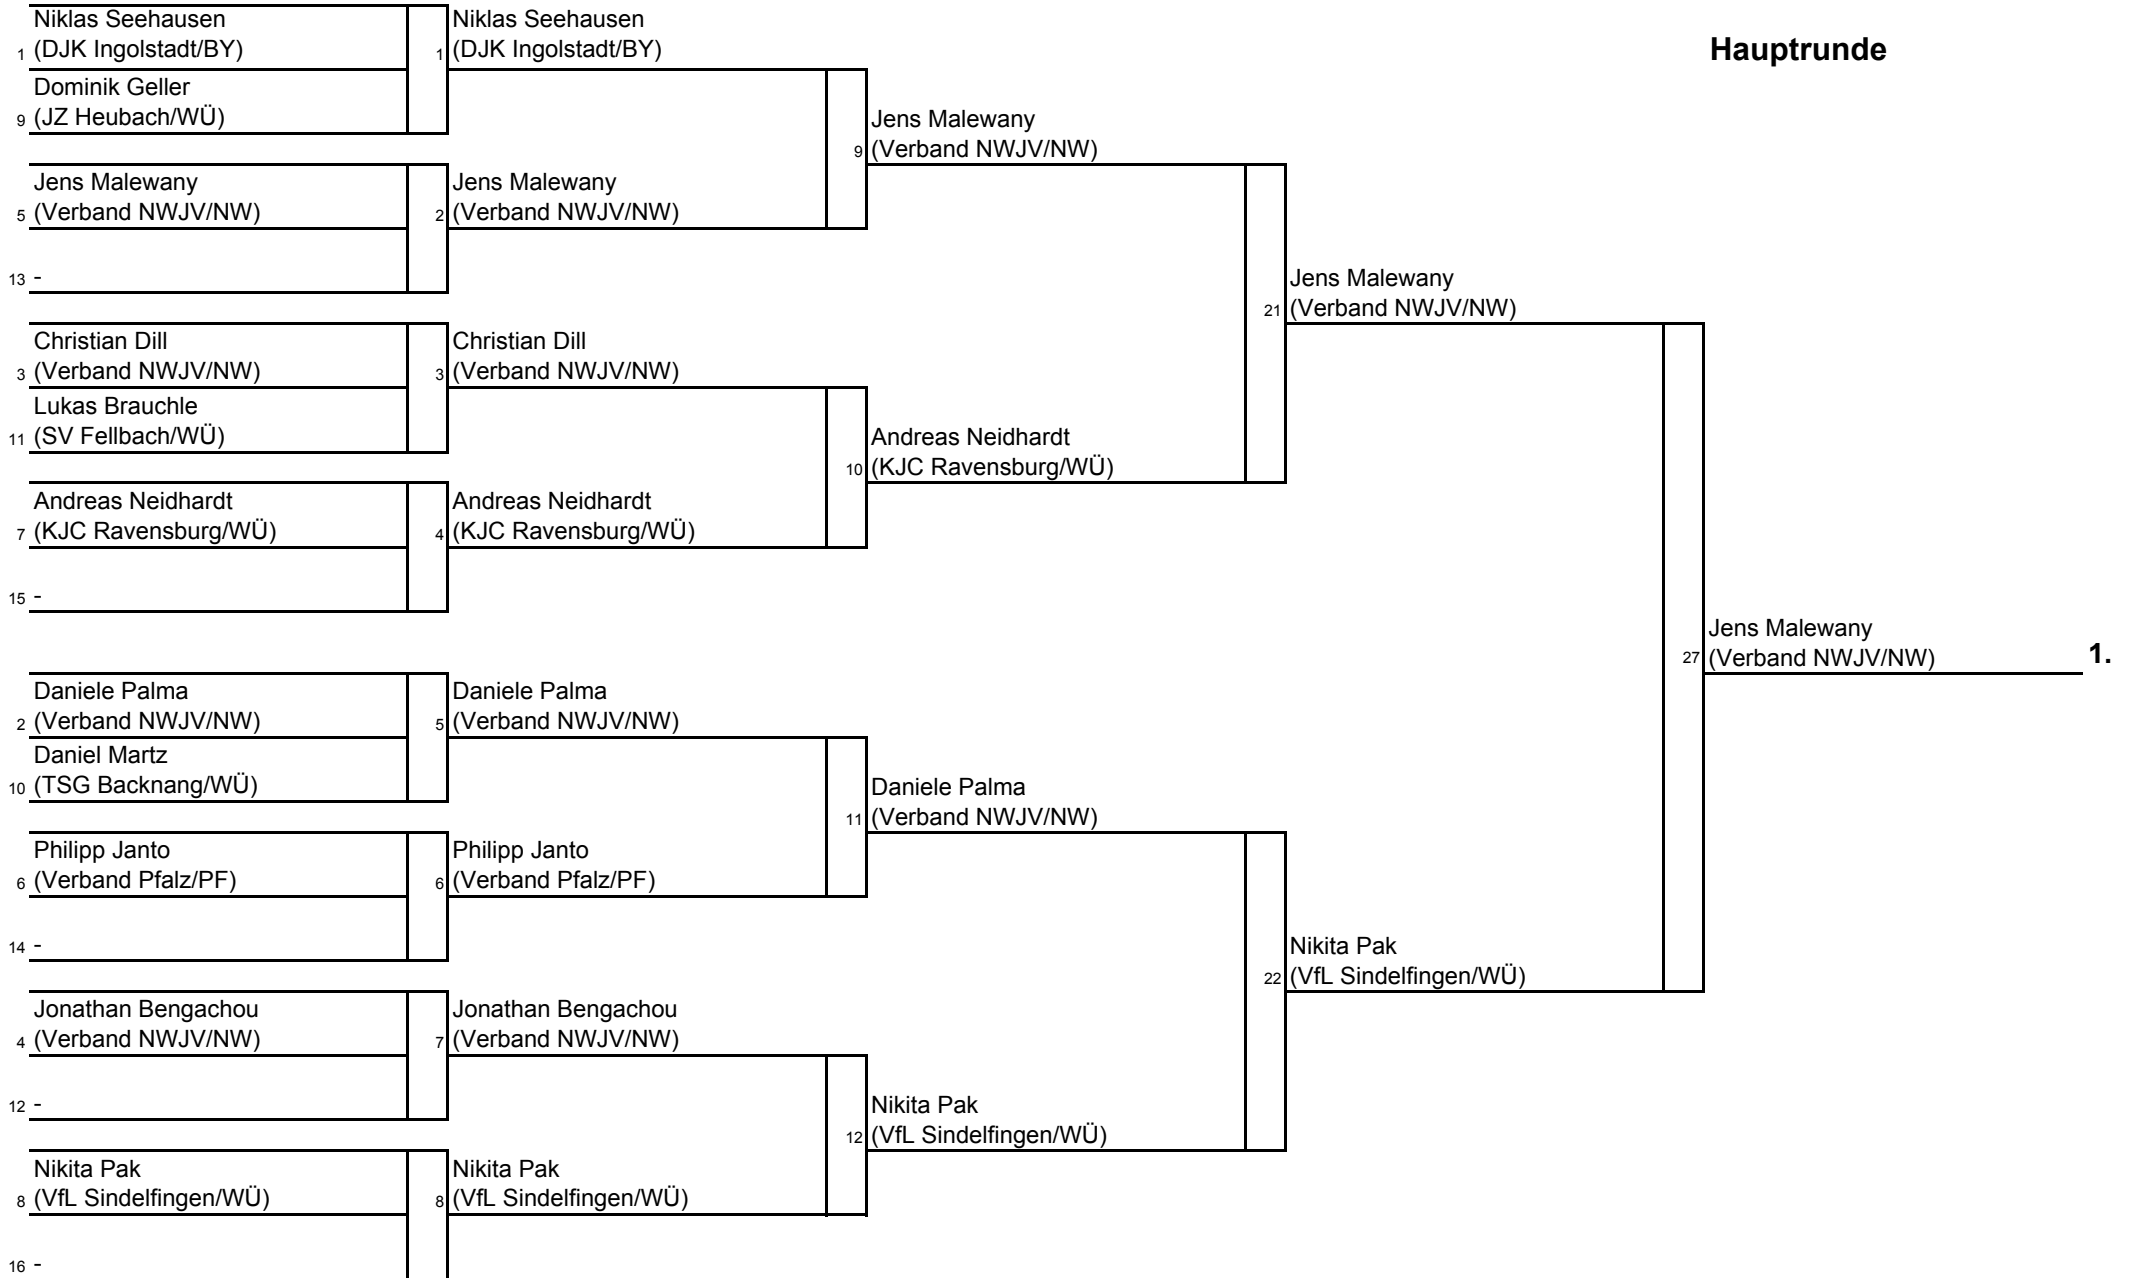 Hauptrunde
Niklas Seehausen
1 (DJK Ingolstadt/BY)
Dominik Geller
9 (JZ Heubach/WÜ)
Jens Malewany
5 (Verband NWJV/NW)
13 -
Christian Dill
3 (Verband NWJV/NW)
Lukas Brauchle
11 (SV Fellbach/WÜ)
Andreas Neidhardt
7 (KJC Ravensburg/WÜ)
15 -
Daniele Palma
2 (Verband NWJV/NW)
Daniel Martz
10 (TSG Backnang/WÜ)
Philipp Janto
6 (Verband Pfalz/PF)
14 -
Jonathan Bengachou
4 (Verband NWJV/NW)
12 -
Nikita Pak
8 (VfL Sindelfingen/WÜ)
16 -
Niklas Seehausen
1 (DJK Ingolstadt/BY)
Jens Malewany
2 (Verband NWJV/NW)
Christian Dill
3 (Verband NWJV/NW)
Andreas Neidhardt
4 (KJC Ravensburg/WÜ)
Daniele Palma
5 (Verband NWJV/NW)
Philipp Janto
6 (Verband Pfalz/PF)
Jonathan Bengachou
7 (Verband NWJV/NW)
Nikita Pak
8 (VfL Sindelfingen/WÜ)
Jens Malewany
9 (Verband NWJV/NW)
Andreas Neidhardt
10 (KJC Ravensburg/WÜ)
Daniele Palma
11 (Verband NWJV/NW)
Nikita Pak
12 (VfL Sindelfingen/WÜ)
Jens Malewany
21 (Verband NWJV/NW)
Nikita Pak
22 (VfL Sindelfingen/WÜ)
Jens Malewany
27 (Verband NWJV/NW) 1.